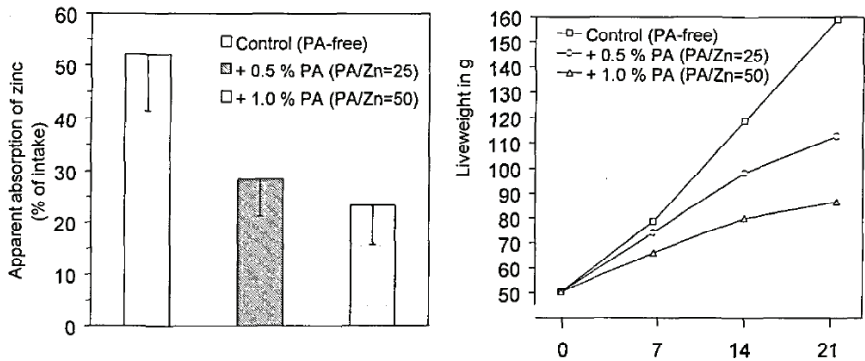 Apparent absorption of zinc
(% of intake)
60
50
40
30
20
10
0
Control (PA-free)
+ 0.5 % PA (PA/Zn=25)
+ 1.0 % PA (PA/Zn=50)
Liveweight in g
160
150
140
130
120
110
100
90
80
70
60
50
Control (PA-free)
+ 0.5 % PA (PA/Zn=25)
+ 1.0 % PA (PA/Zn=50)
0 7 14 21